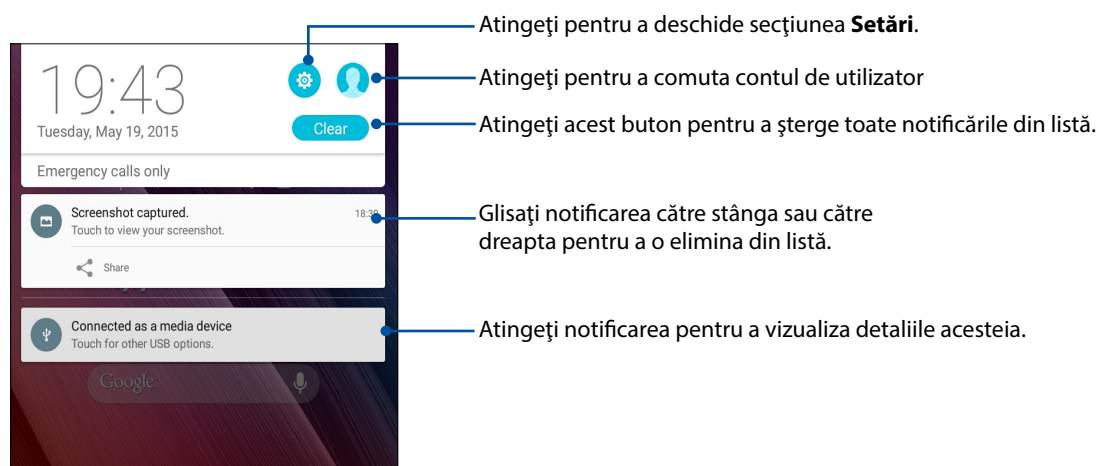 Atingeţi pentru a deschide secţiunea Setări.
19:43
Atingeţi pentru a comuta contul de utilizator
Tuesday, May 19, 2015
Clear
Atingeţi acest buton pentru a şterge toate notificările din listă.
Emergency calls only
Screenshot captured.
18:39
Touch to view your screenshot.
Glisaţi notificarea către stânga sau către
dreapta pentru a o elimina din listă.
Share
Connected as a media device
Touch for other USB options.
Atingeţi notificarea pentru a vizualiza detaliile acesteia.
Google